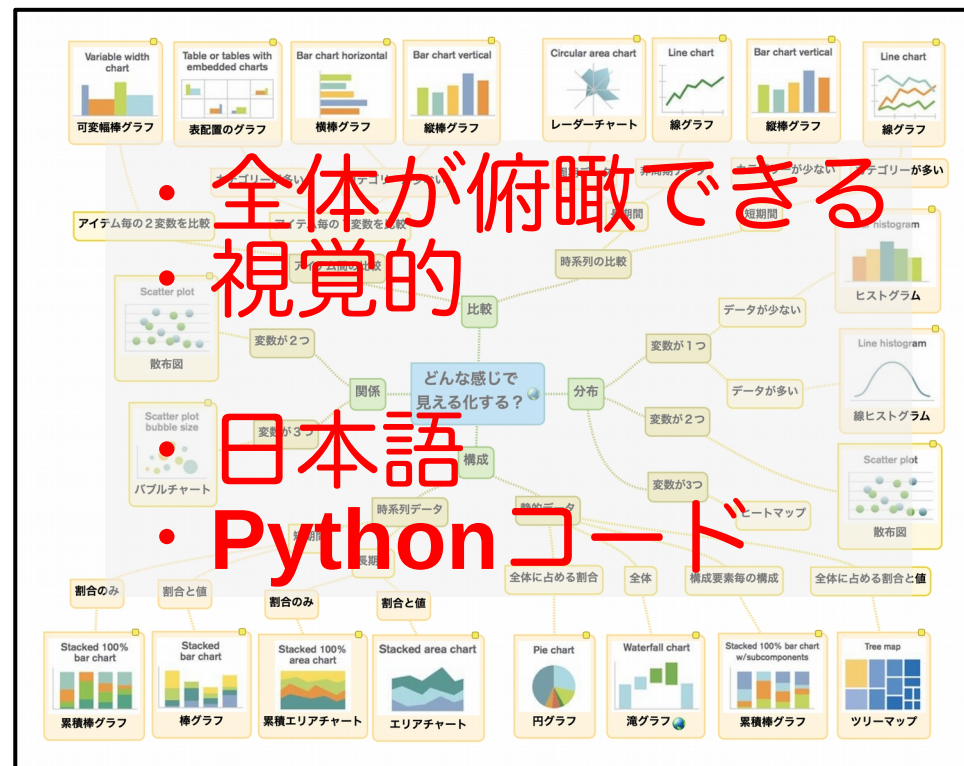 Variable width chart
可変幅棒グラフ
Table or tables with embedded charts
表配置のグラフ
Bar chart horizontal
横棒グラフ
Bar chart vertical
縦棒グラフ
Circular area chart
レーダーチャート
Line chart
線グラフ
Bar chart vertical
縦棒グラフ
Line chart
線グラフ
・全体が俯瞰できる
・視覚的
・日本語
・Pythonコード
アイテム毎の2変数を比較
短期間
時系列の比較
比較
histogram
ヒストグラム
データが少ない
Scatter plot
散布図
変数が2つ
関係
どんな感じで
見える化する?
分布
変数が1つ
データが多い
Line histogram
線ヒストグラム
変数が2つ
Scatter plot
bubble size
バブルチャート
変数が3つ
構成
変数が3つ
ヒートマップ
Scatter plot
散布図
時系列データ
静的データ
割合のみ
割合と値
割合のみ
割合と値
全体に占める割合
全体
構成要素毎の構成
全体に占める割合と値
Stacked 100%
bar chart
累積棒グラフ
Stacked
bar chart
棒グラフ
Stacked 100%
area chart
累積エリアチャート
Stacked area chart
エリアチャート
Pie chart
円グラフ
Waterfall chart
滝グラフ
Stacked 100% bar chart
w/subcomponents
累積棒グラフ
Tree map
ツリーマップ